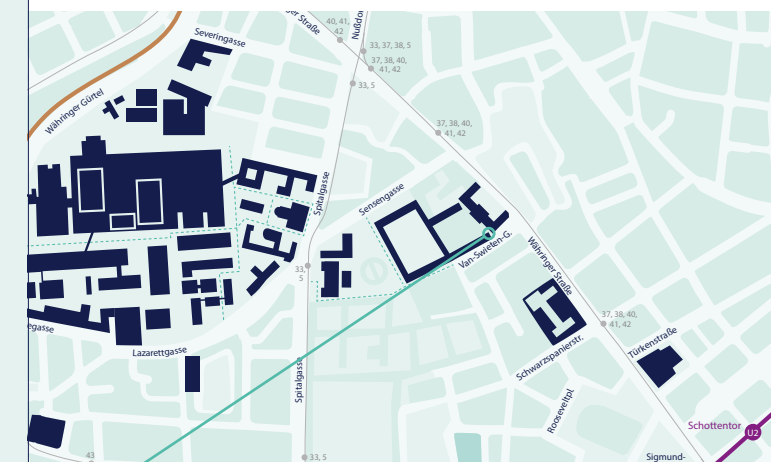 Severingasse
ger Straße
40, 41,
42
Nußdor
33, 37, 38, 5
37, 38, 40,
41, 42
33, 5
37, 38, 40,
41, 42
Währinger Gürtel
Spitalgasse
Sensengasse
Van-Swieten-G.
Währinger Straße
33,
5
37, 38, 40,
41, 42
egasse
Lazarettgasse
Spitalgasse
Schwarzspanierstr.
Türkenstraße
Rooseveltpl.
Schottentor
U2
43
33, 5
Sigmund-